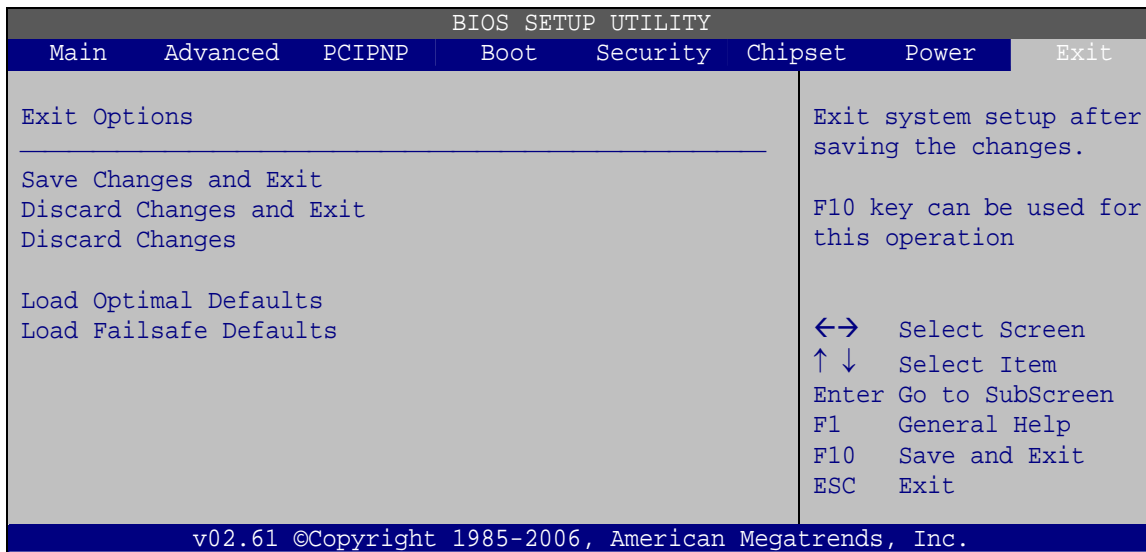 BIOS SETUP UTILITY
Main Advanced PCIPNP Boot Security Chipset Power Exit
Exit Options
Save Changes and Exit
Discard Changes and Exit
Discard Changes
Load Optimal Defaults
Load Failsafe Defaults
Exit system setup after
saving the changes.
F10 key can be used for
this operation
←→ Select Screen
↑ ↓ Select Item
Enter Go to SubScreen
F1 General Help
F10 Save and Exit
ESC Exit
v02.61 ©Copyright 1985-2006, American Megatrends, Inc.